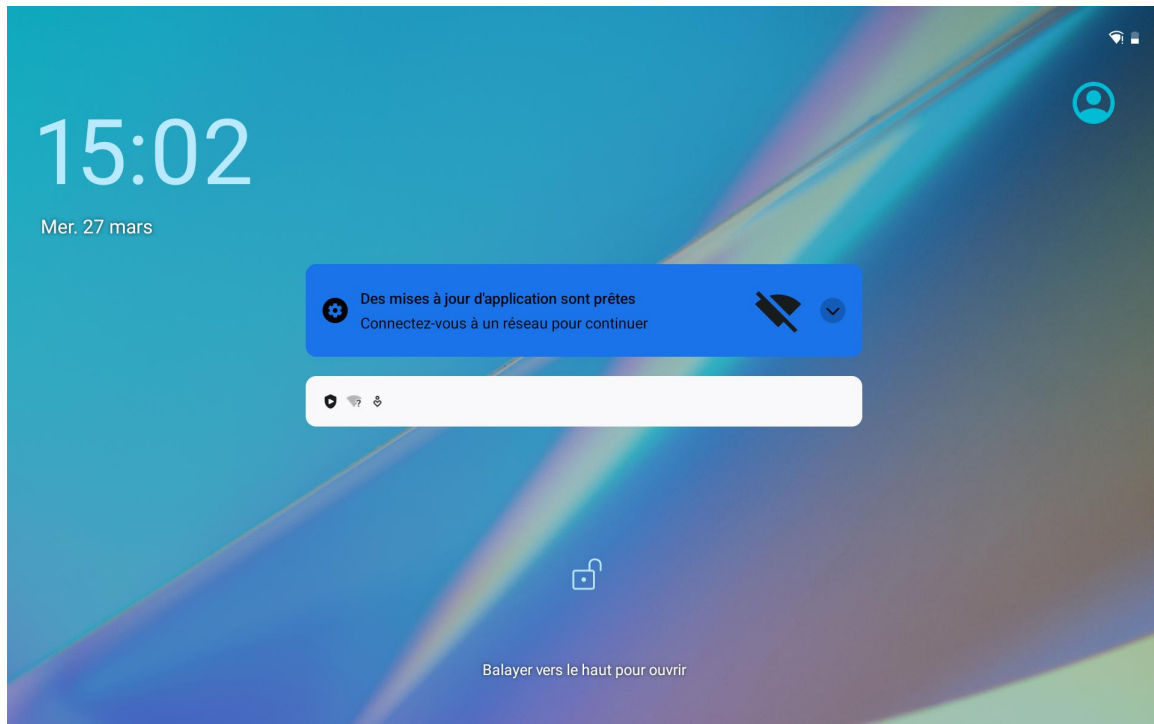 15:02
Mer. 27 mars
Des mises à jour d'application sont prêtes
Connectez-vous à un réseau pour continuer
Balayer vers le haut pour ouvrir